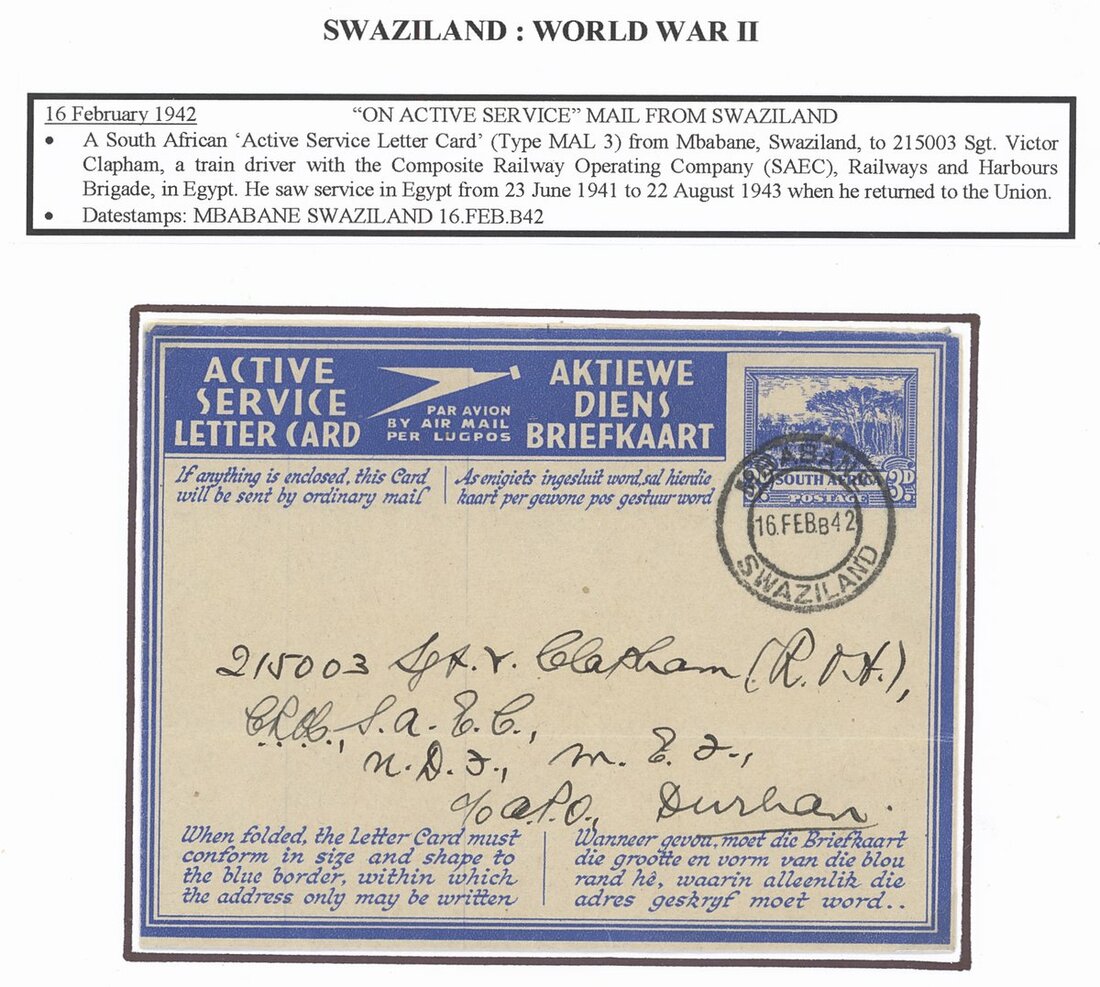 SWAZILAND : WORLD WAR II
16 February 1942 “ON ACTIVE SERVICE” MAIL FROM SWAZILAND
• A South African ‘Active Service Letter Card’ (Type MAL 3) from Mbabane, Swaziland, to 215003 Sgt. Victor
Clapham, a train driver with the Composite Railway Operating Company (SAEC), Railways and Harbours
Brigade, in Egypt. He saw service in Egypt from 23 June 1941 to 22 August 1943 when he returned to the Union.
• Datestamps: MBABANE SWAZILAND 16.FEB.B42
ACTIVE
SERVICE
LETTER CARD
PAR AVION
BY AIR MAIL
PER LUGPOS
AKTIEWE
DIENS
BRIEFKAART
If anything is enclosed, this Card
will be sent by ordinary mail
As enigiets ingesluit word, sal hierdie
kaart per gewone pos gestuur word
3D SOUTH AFRICA 3D
POSTAGE
MBABANE
16.FEB.B42
SWAZILAND
215003 Sgt. V. Clapham (R.O.H.),
S.A.E.C.,
N.D.F., M.E.F.,
c/o A.P.O., Durban.
When folded, the Letter Card must
conform in size and shape to
the blue border, within which
the address only may be written
Wanneer gevou, moet die Briefkaart
die grootte en vorm van die blou
rand hê, waarin alleenlik die
adres geskryf moet word..